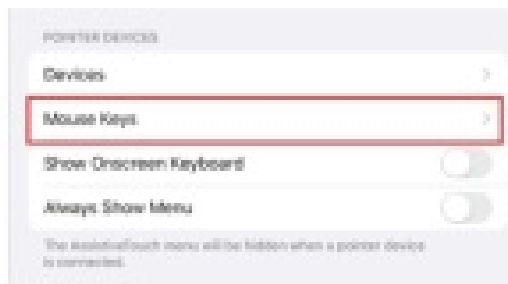 POINTER DEVICES
Devices
Mouse Keys
Show Onscreen Keyboard
Always Show Menu
The AssistiveTouch menu will be hidden when a pointer device
is connected.